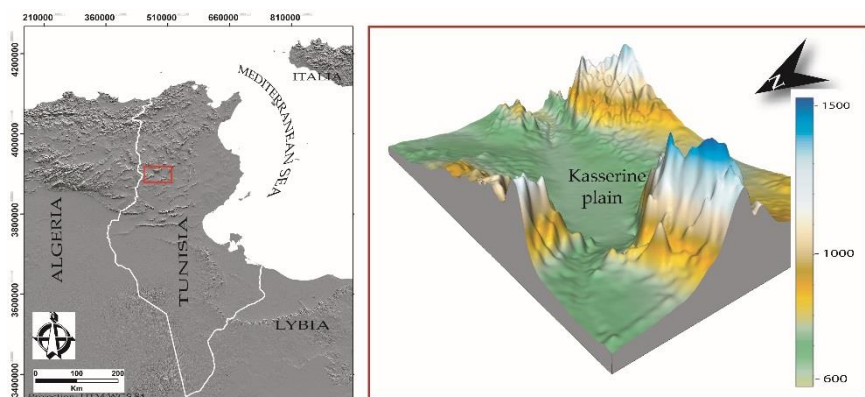 210000 360000 510000 660000 810000
4200000
4000000
3800000
3600000
3400000
ITALIA
MEDITERRANEAN SEA
ALGERIA
TUNISIA
LYBIA
0 100 200
Km
N
Kasserine
plain
1500
1000
600